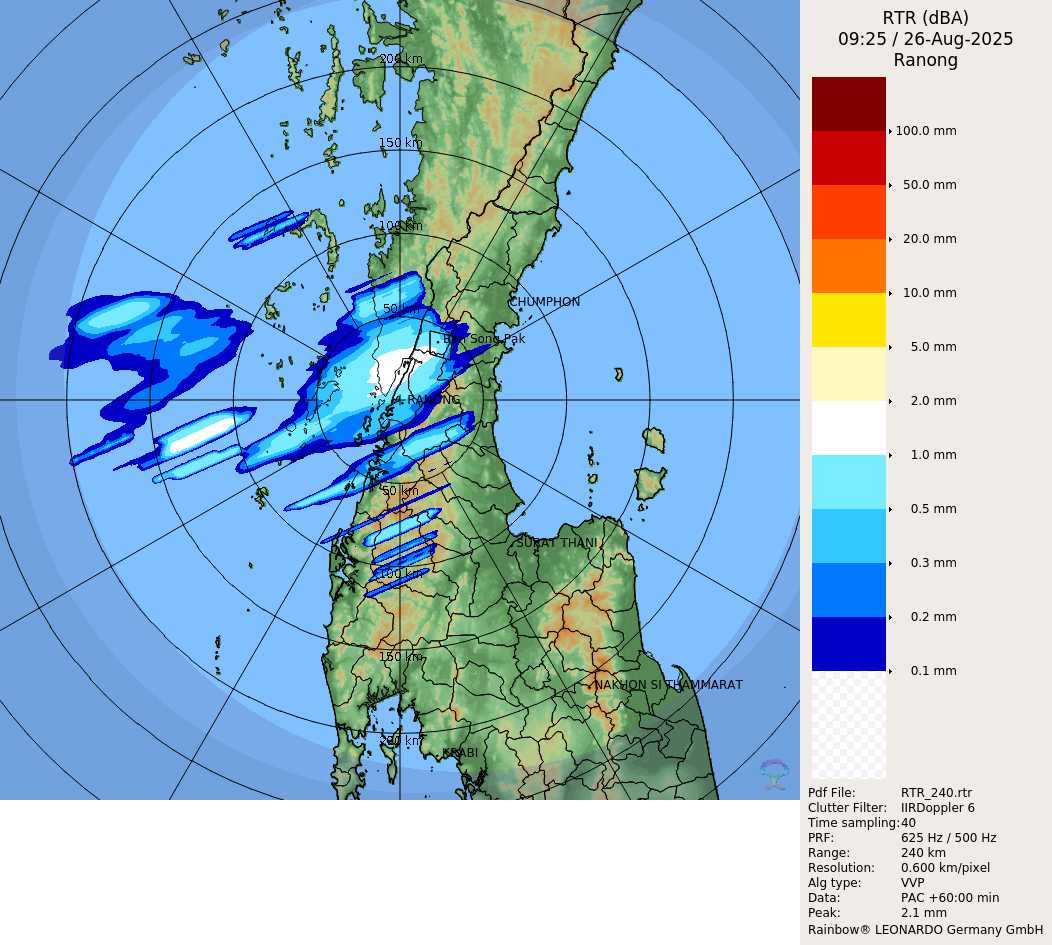 RTR (dBA)
09:25 / 26-Aug-2025
Ranong
100.0 mm
50.0 mm
20.0 mm
10.0 mm
5.0 mm
2.0 mm
1.0 mm
0.5 mm
0.3 mm
0.2 mm
0.1 mm
Pdf File: RTR_240.rtr
Clutter Filter: IIRDoppler 6
Time sampling: 40
PRF: 625 Hz / 500 Hz
Range: 240 km
Resolution: 0.600 km/pixel
Alg type: VVP
Data: PAC +60:00 min
Peak: 2.1 mm
Rainbow® LEONARDO Germany GmbH
200 km
150 km
100 km
CHUMPHON
50 km
Song Pak
RANONG
50 km
SURAT THANI
100 km
150 km
NAKHON SI THAMMARAT
200 km
KRABI